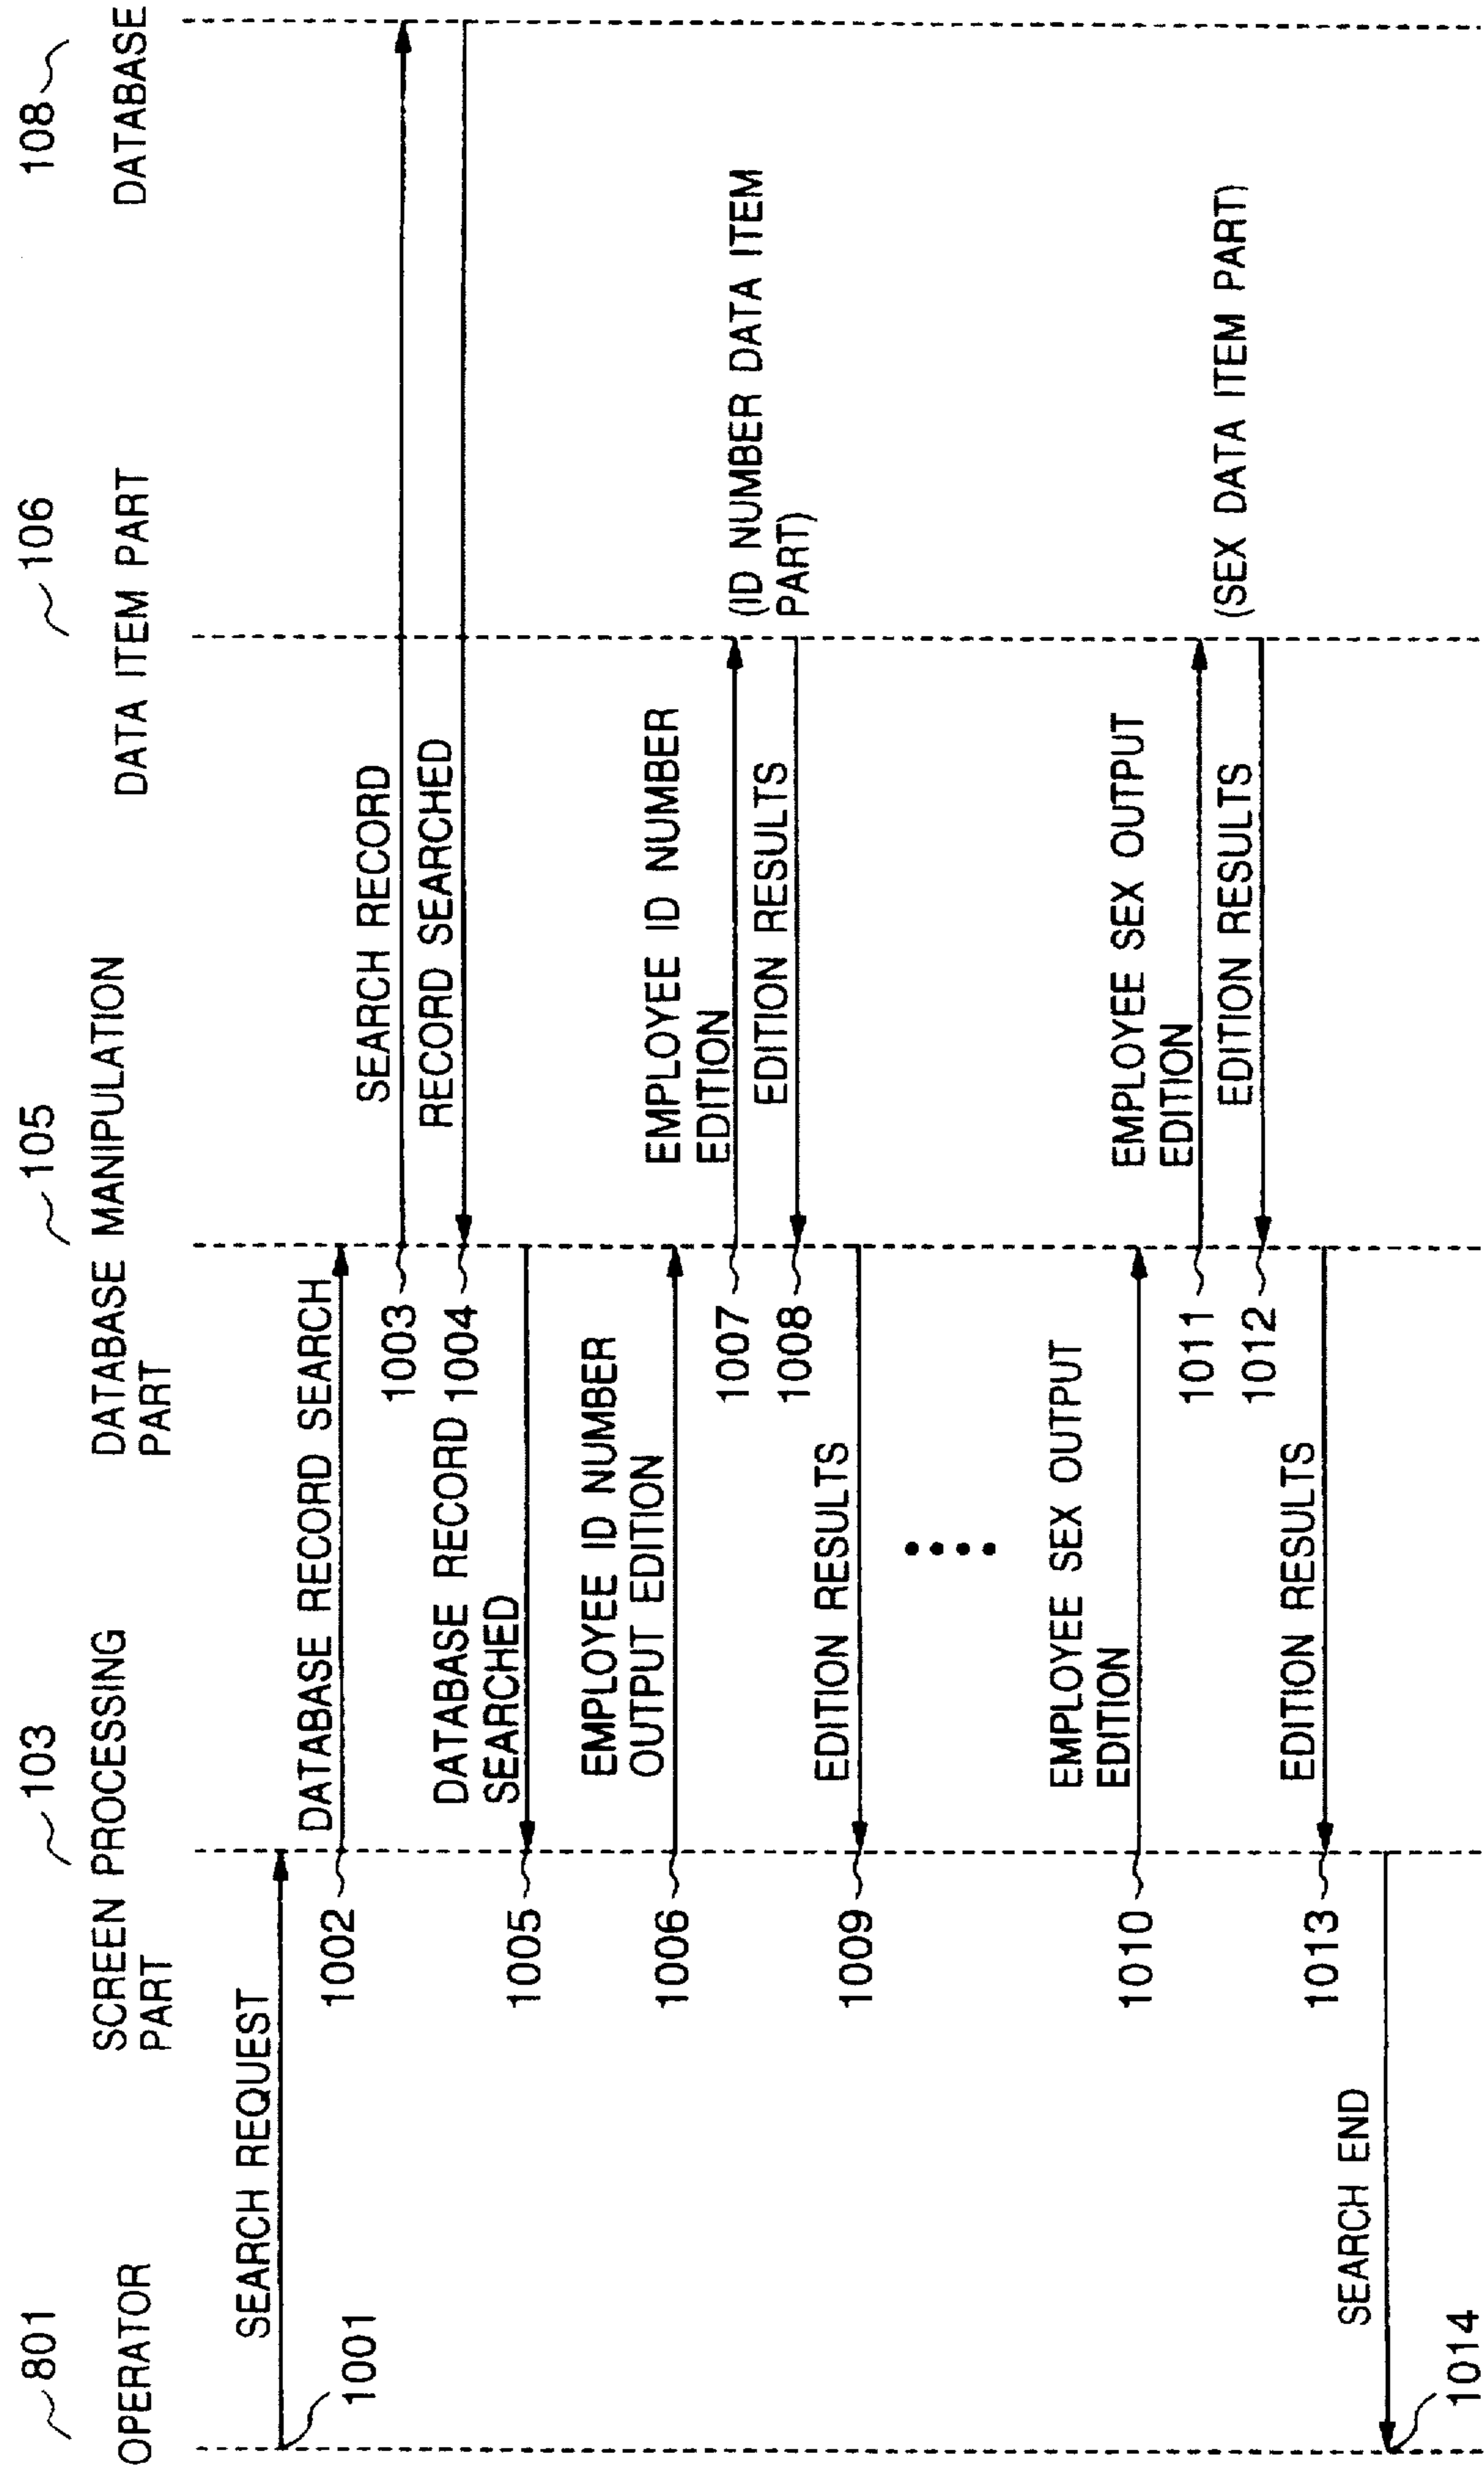 801
OPERATOR
103
SCREEN PROCESSING
PART
105
DATABASE MANIPULATION
PART
106
DATA ITEM PART
108
DATABASE
SEARCH REQUEST
1001
DATABASE RECORD SEARCH
1002
SEARCH RECORD
1003
RECORD SEARCHED
1004
DATABASE RECORD
SEARCHED
1005
EMPLOYEE ID NUMBER
OUTPUT EDITION
1006
EMPLOYEE ID NUMBER
EDITION
1007
(ID NUMBER DATA ITEM
PART)
EDITION RESULTS
1008
EDITION RESULTS
1009
EMPLOYEE SEX OUTPUT
EDITION
1010
EMPLOYEE SEX OUTPUT
EDITION
1011
(SEX DATA ITEM PART)
EDITION RESULTS
1012
EDITION RESULTS
1013
SEARCH END
1014